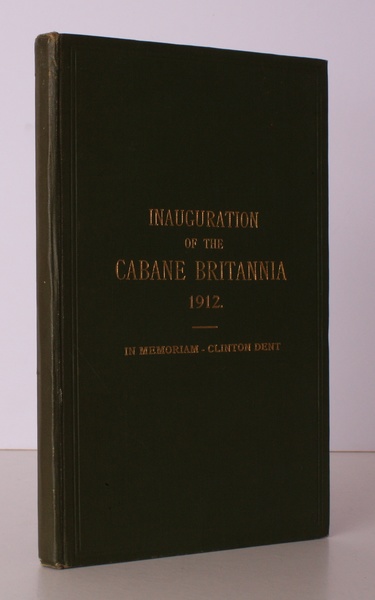 INAUGURATION
OF THE
CABANE BRITANNIA
1912.
IN MEMORIAM - CLINTON DENT